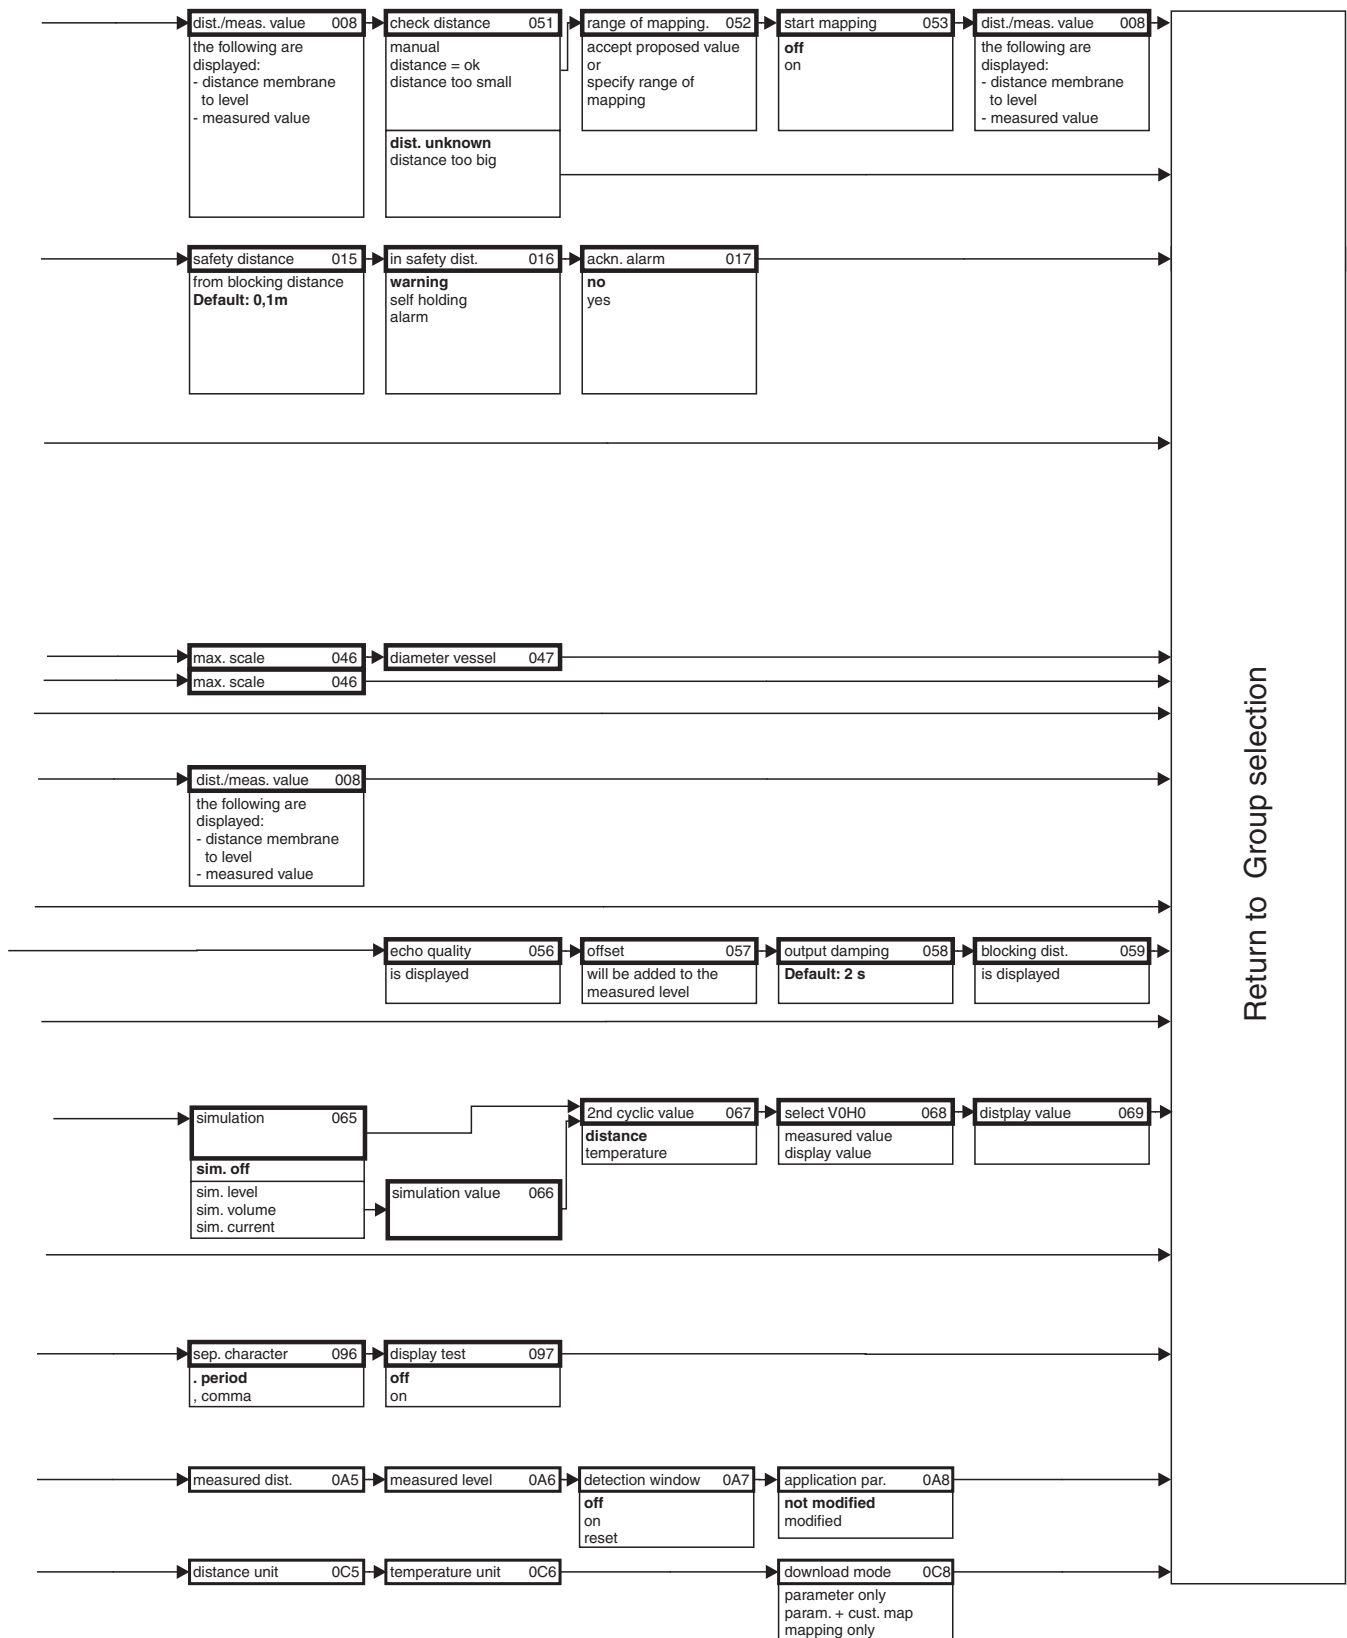 dist./meas. value 008
the following are
displayed:
- distance membrane
to level
- measured value
check distance 051
manual
distance = ok
distance too small
dist. unknown
distance too big
range of mapping. 052
accept proposed value
or
specify range of
mapping
start mapping 053
off
on
dist./meas. value 008
the following are
displayed:
- distance membrane
to level
- measured value
safety distance 015
from blocking distance
Default: 0,1m
in safety dist. 016
warning
self holding
alarm
ackn. alarm 017
no
yes
max. scale 046
diameter vessel 047
max. scale 046
dist./meas. value 008
the following are
displayed:
- distance membrane
to level
- measured value
echo quality 056
is displayed
offset 057
will be added to the
measured level
output damping 058
Default: 2 s
blocking dist. 059
is displayed
simulation 065
sim. off
sim. level
sim. volume
sim. current
simulation value 066
2nd cyclic value 067
distance
temperature
select V0H0 068
measured value
display value
distplay value 069
sep. character 096
. period
, comma
display test 097
off
on
measured dist. 0A5
measured level 0A6
detection window 0A7
off
on
reset
application par. 0A8
not modified
modified
distance unit 0C5
temperature unit 0C6
download mode 0C8
parameter only
param. + cust. map
mapping only
Return to Group selection